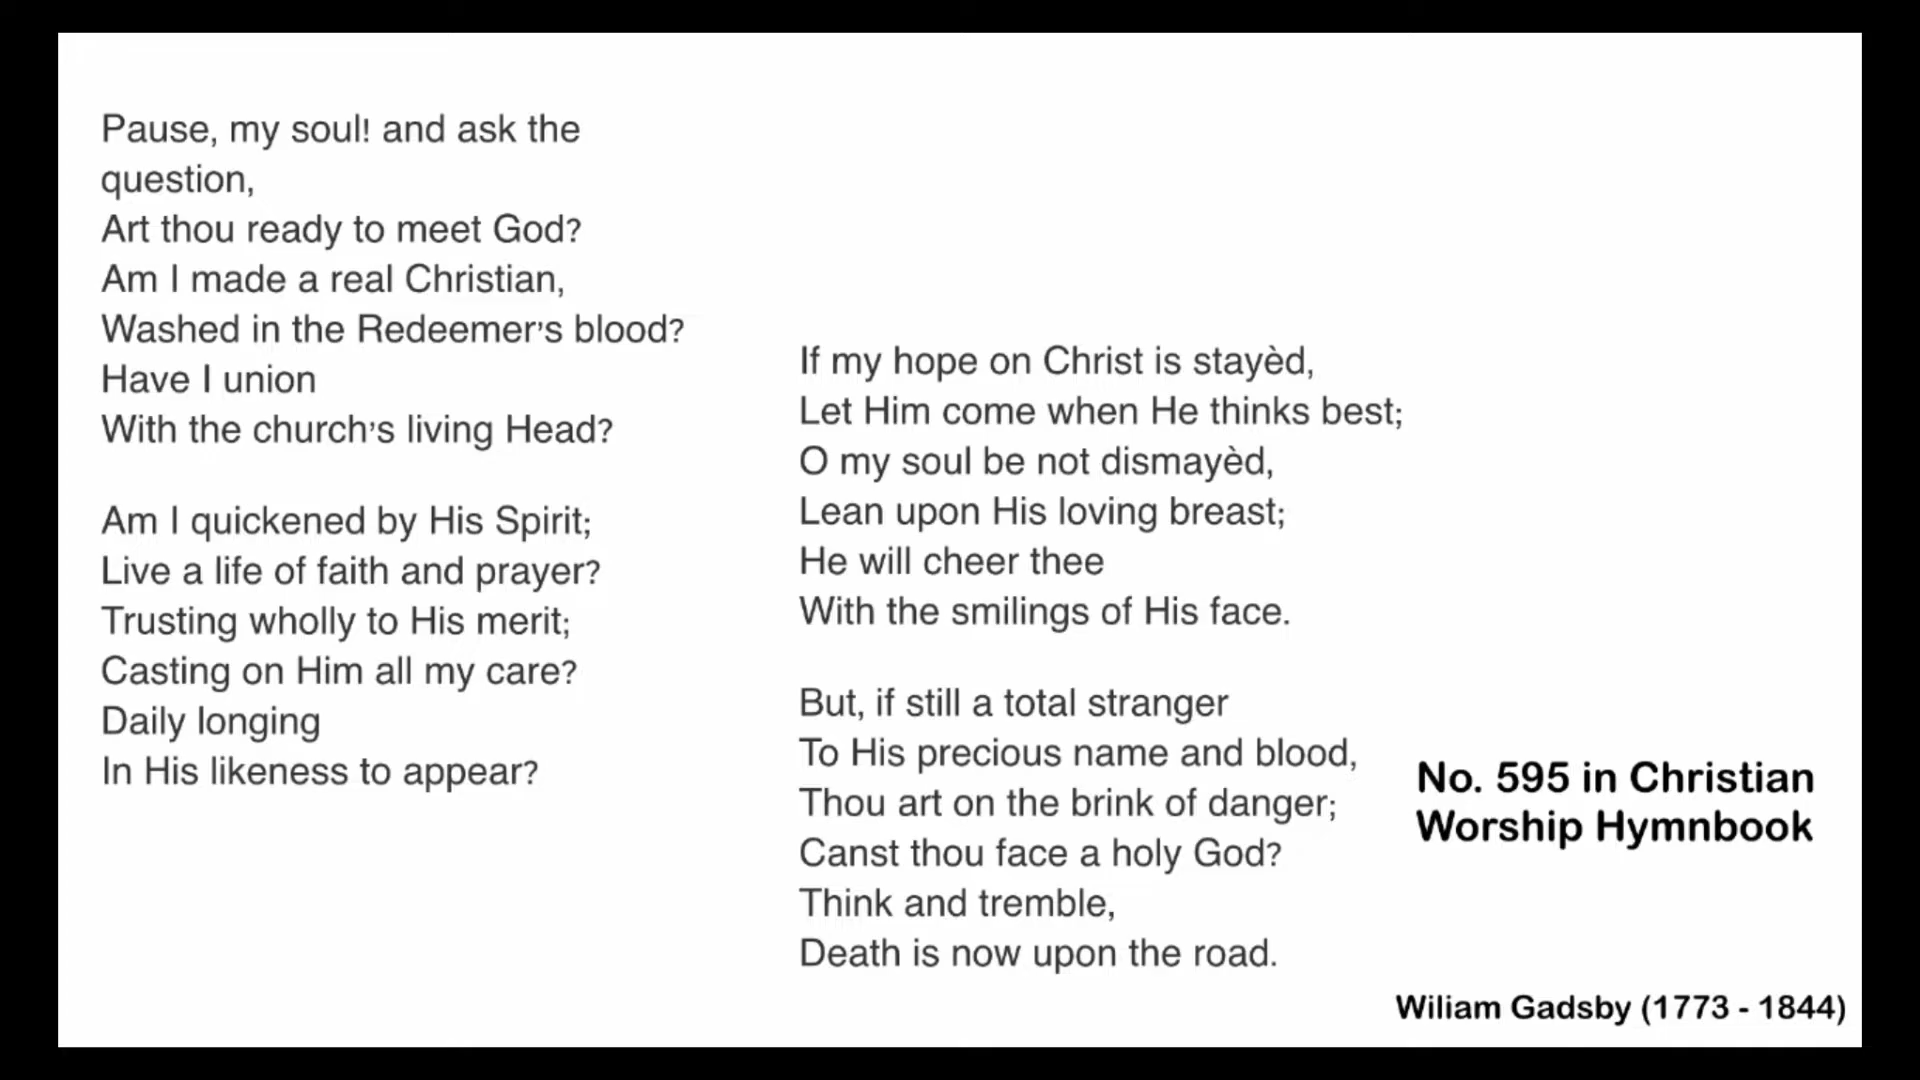 Pause, my soul! and ask the
question,
Art thou ready to meet God?
Am I made a real Christian,
Washed in the Redeemer's blood?
Have I union
With the church's living Head?
Am I quickened by His Spirit;
Live a life of faith and prayer?
Trusting wholly to His merit;
Casting on Him all my care?
Daily longing
In His likeness to appear?
If my hope on Christ is stayèd,
Let Him come when He thinks best;
O my soul be not dismayèd,
Lean upon His loving breast;
He will cheer thee
With the smilings of His face.
But, if still a total stranger
To His precious name and blood,
Thou art on the brink of danger;
Canst thou face a holy God?
Think and tremble,
Death is now upon the road.
No. 595 in Christian
Worship Hymnbook
Wiliam Gadsby (1773 - 1844)